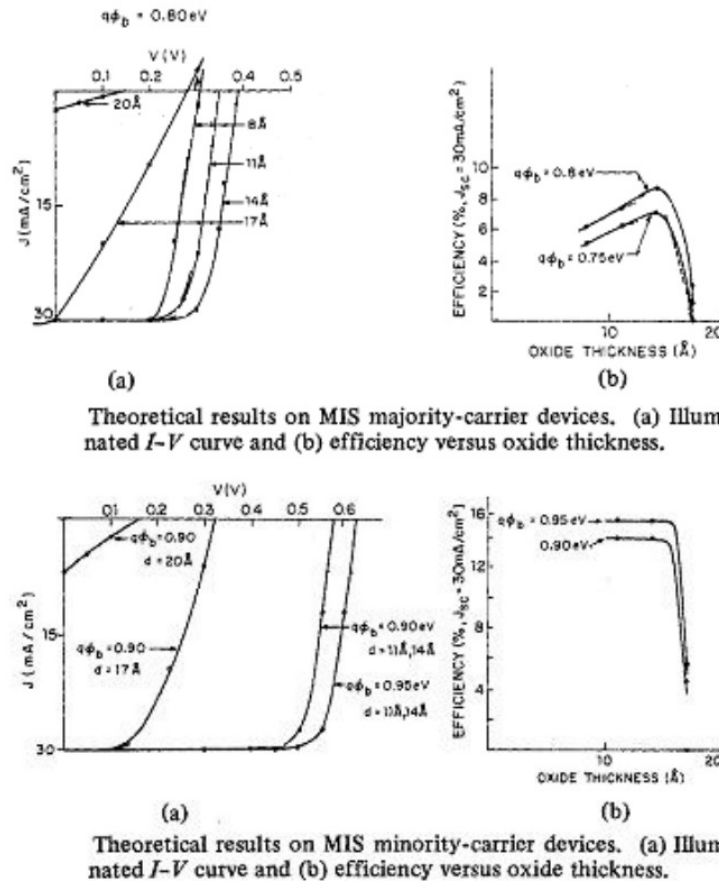 qϕb = 0.80eV
V(V)
0.1 0.2 0.3 0.4 0.5
20Å
8Å
11Å
14Å
17Å
15
30
J (mA/cm²)
(a)
EFFICIENCY (%, Jsc = 30mA/cm²)
10
8
6
4
2
qϕb = 0.8eV
qϕb = 0.75eV
10 20
OXIDE THICKNESS (Å)
(b)
Theoretical results on MIS majority-carrier devices. (a) Illum
nated I–V curve and (b) efficiency versus oxide thickness.
V(V)
0.1 0.2 0.3 0.4 0.5 0.6
qϕb = 0.90
d = 20Å
15
qϕb = 0.90
d = 17Å
qϕb = 0.90eV
d = 11Å, 14Å
qϕb = 0.95eV
d = 11Å, 14Å
30
J (mA/cm²)
(a)
EFFICIENCY (%, Jsc = 30mA/cm²)
16
14
8
4
qϕb = 0.95eV
0.90eV
10 20
OXIDE THICKNESS (Å)
(b)
Theoretical results on MIS minority-carrier devices. (a) Illum
nated I–V curve and (b) efficiency versus oxide thickness.